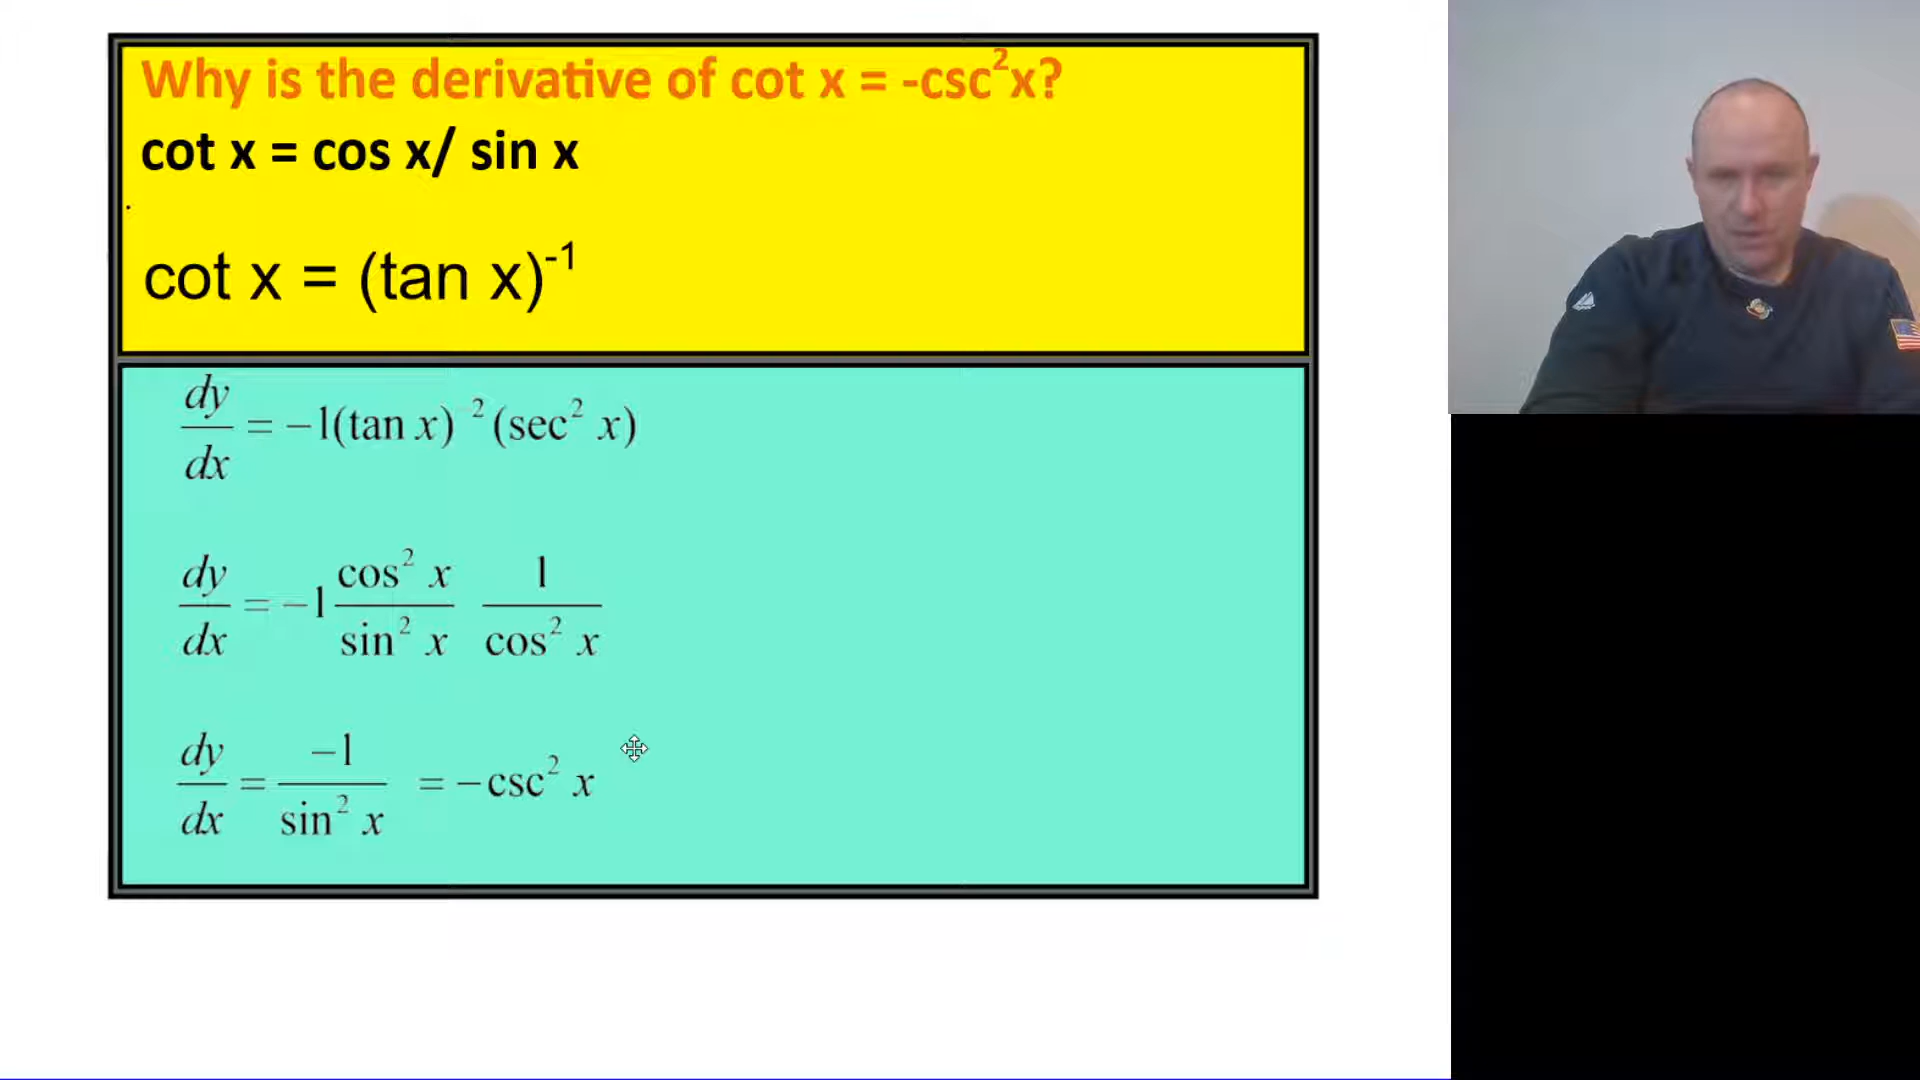 Why is the derivative of cot x = -csc²x?
cot x = cos x/ sin x
.
cot x = (tan x)⁻¹
dy/dx = −1(tan x) ⁻²(sec² x)
dy/dx = −1 cos² x/sin² x 1/cos² x
dy/dx = −1/sin² x = −csc² x